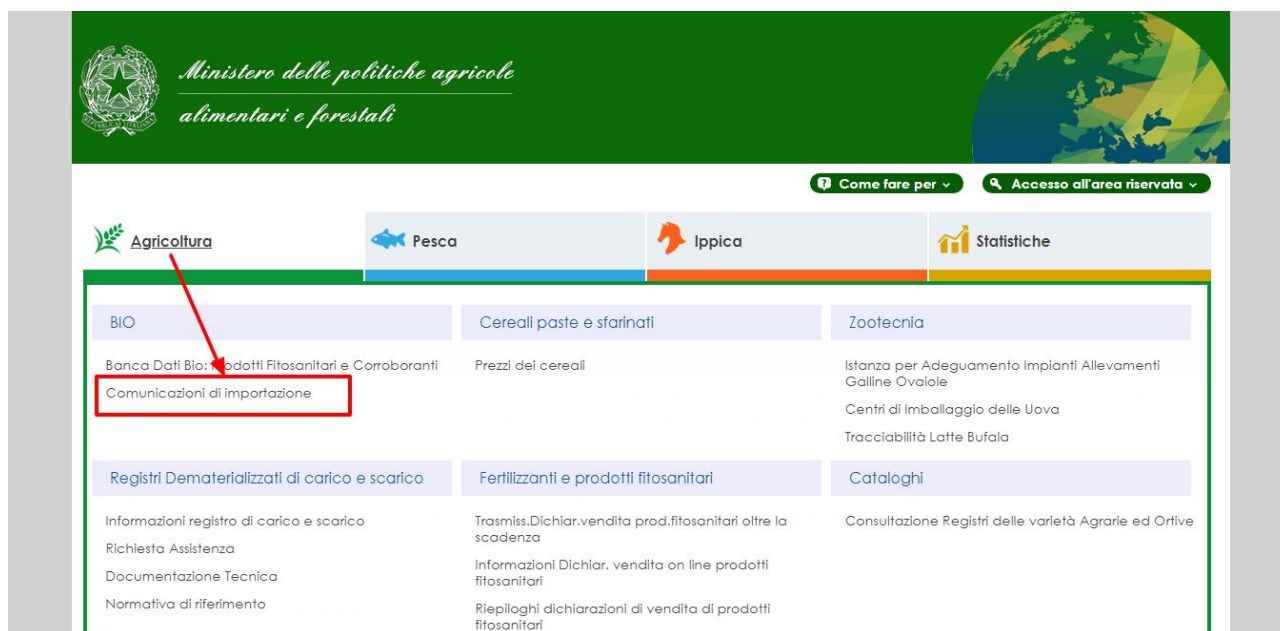 Ministero delle politiche agricole
alimentari e forestali
Come fare per
Accesso all'area riservata
Agricoltura
Pesca
Ippica
Statistiche
BIO
Banca Dati Bio: Prodotti Fitosanitari e Corroboranti
Comunicazioni di importazione
Cereali paste e sfarinati
Prezzi dei cereali
Zootecnia
Istanza per Adeguamento Impianti Allevamenti
Galline Ovaiole
Centri di Imballaggio delle Uova
Tracciabilità Latte Bufala
Registri Dematerializzati di carico e scarico
Informazioni registro di carico e scarico
Richiesta Assistenza
Documentazione Tecnica
Normativa di riferimento
Fertilizzanti e prodotti fitosanitari
Trasmiss.Dichiar.vendita prod.fitosanitari oltre la
scadenza
Informazioni Dichiar. vendita on line prodotti
fitosanitari
Riepiloghi dichiarazioni di vendita di prodotti
fitosanitari
Cataloghi
Consultazione Registri delle varietà Agrarie ed Ortive